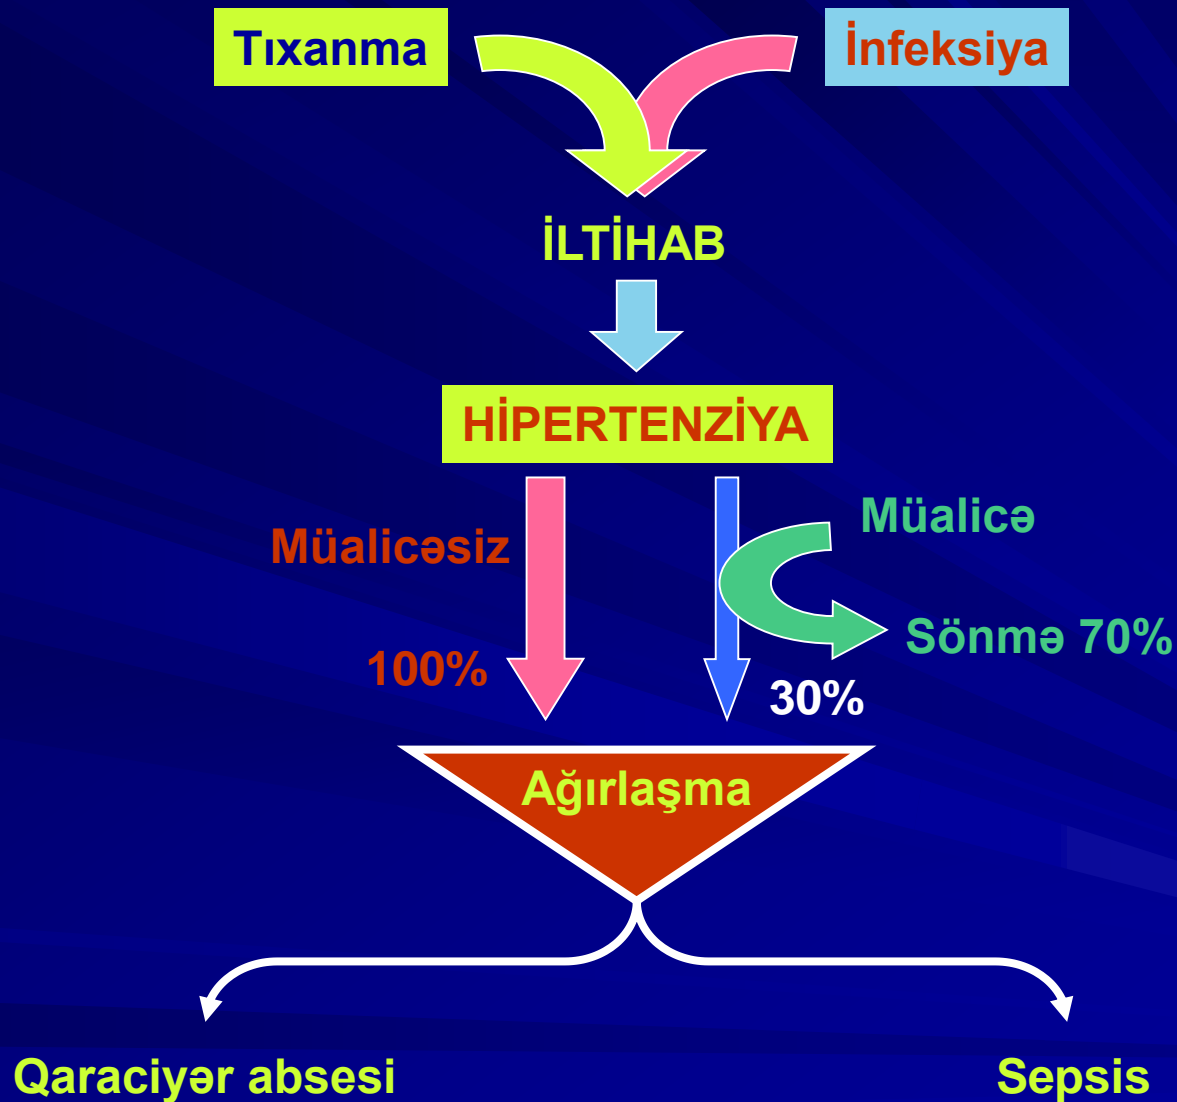 Tıxanma
İnfeksiya
İLTİHAB
HİPERTENZİYA
Müalicəsiz
Müalicə
Sönmə 70%
100%
30%
Ağırlaşma
Qaraciyər absesi
Sepsis